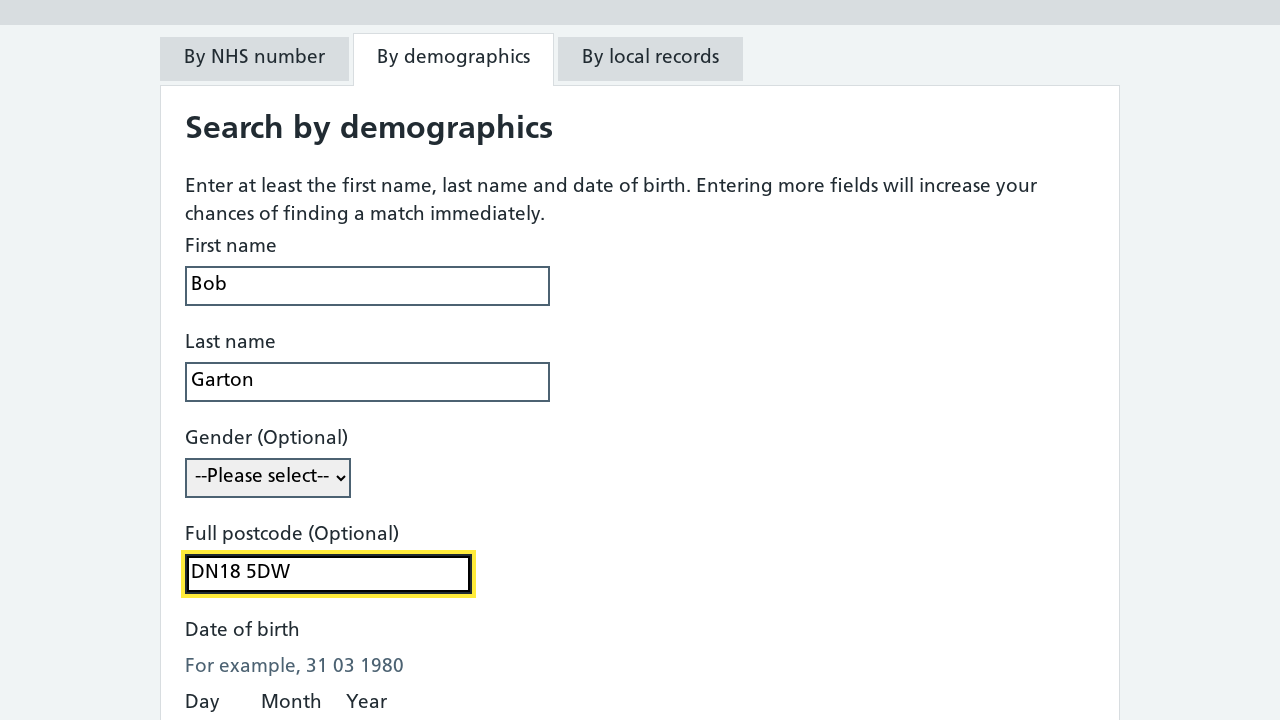 By NHS number
By demographics
By local records
Search by demographics
Enter at least the first name, last name and date of birth. Entering more fields will increase your
chances of finding a match immediately.
First name
Bob
Last name
Garton
Gender (Optional)
--Please select--
Full postcode (Optional)
DN18 5DW
Date of birth
For example, 31 03 1980
Day Month Year